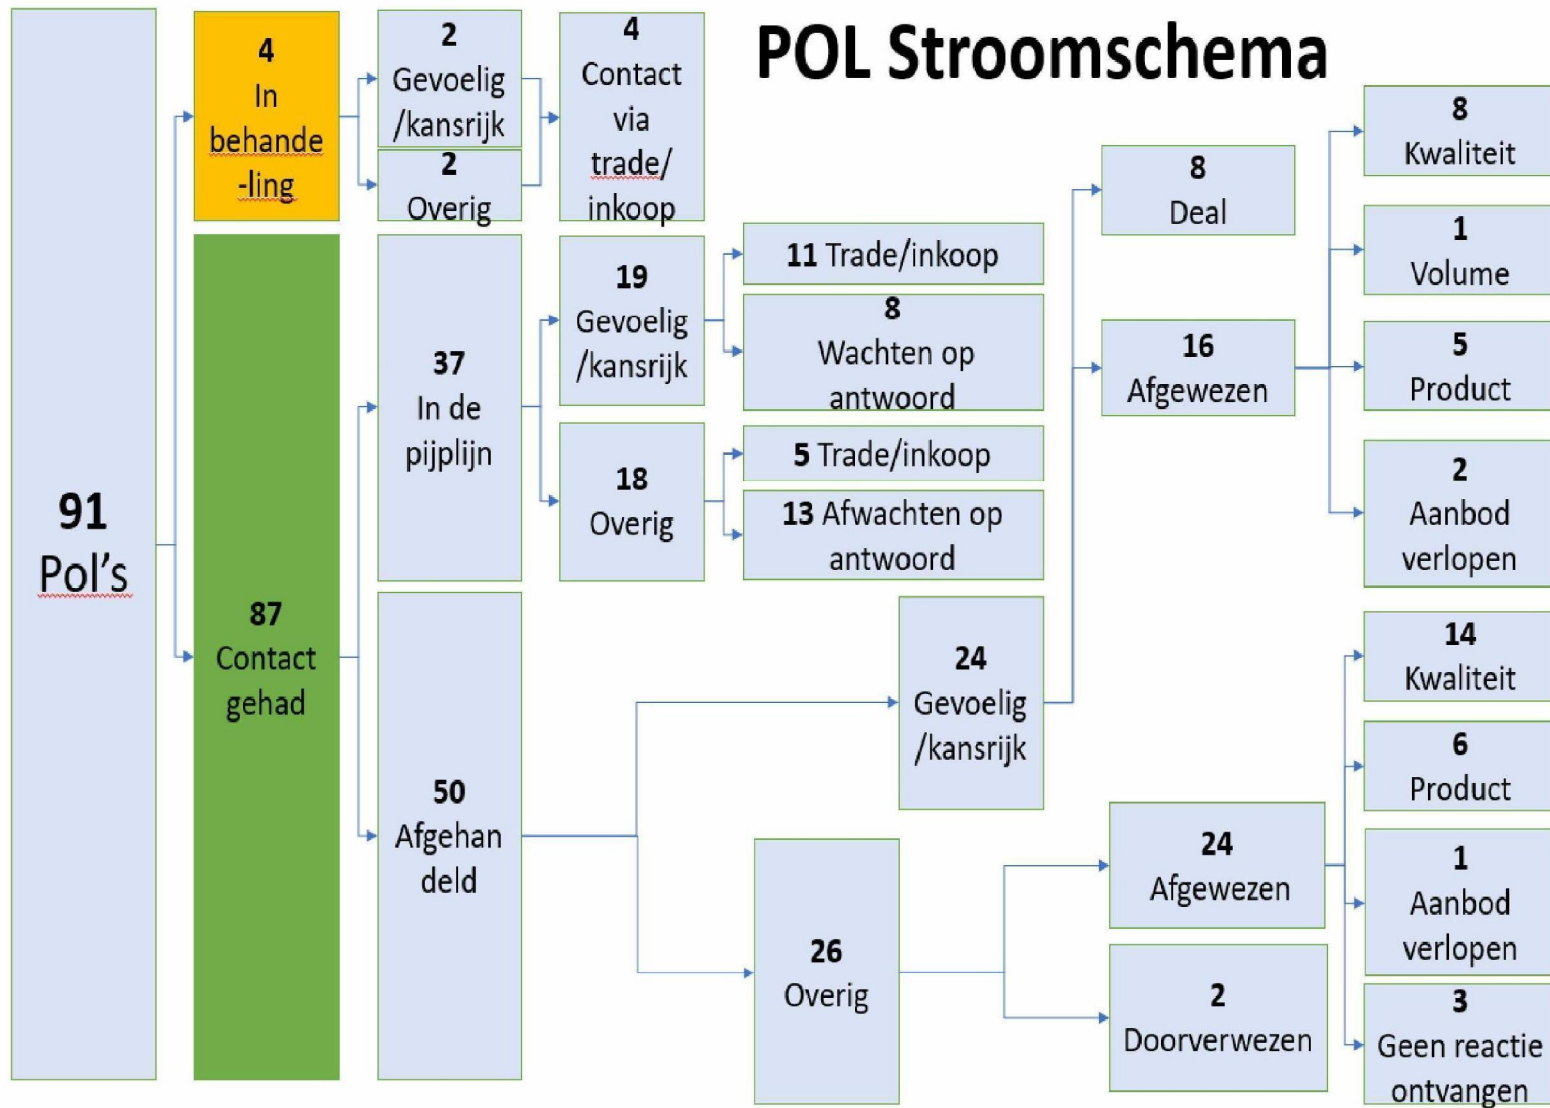 POL Stroomschema
91
Pol's
4
In
behande
-ling
87
Contact
gehad
2
Gevoelig
/kansrijk
2
Overig
4
Contact
via
trade/
inkoop
37
In de
pijplijn
19
Gevoelig
/kansrijk
11 Trade/inkoop
8
Wachten op
antwoord
18
Overig
5 Trade/inkoop
13 Afwachten op
antwoord
50
Afgehan
deld
24
Gevoelig
/kansrijk
8
Deal
16
Afgewezen
8
Kwaliteit
1
Volume
5
Product
2
Aanbod
verlopen
26
Overig
24
Afgewezen
14
Kwaliteit
6
Product
1
Aanbod
verlopen
3
Geen reactie
ontvangen
2
Doorverwezen